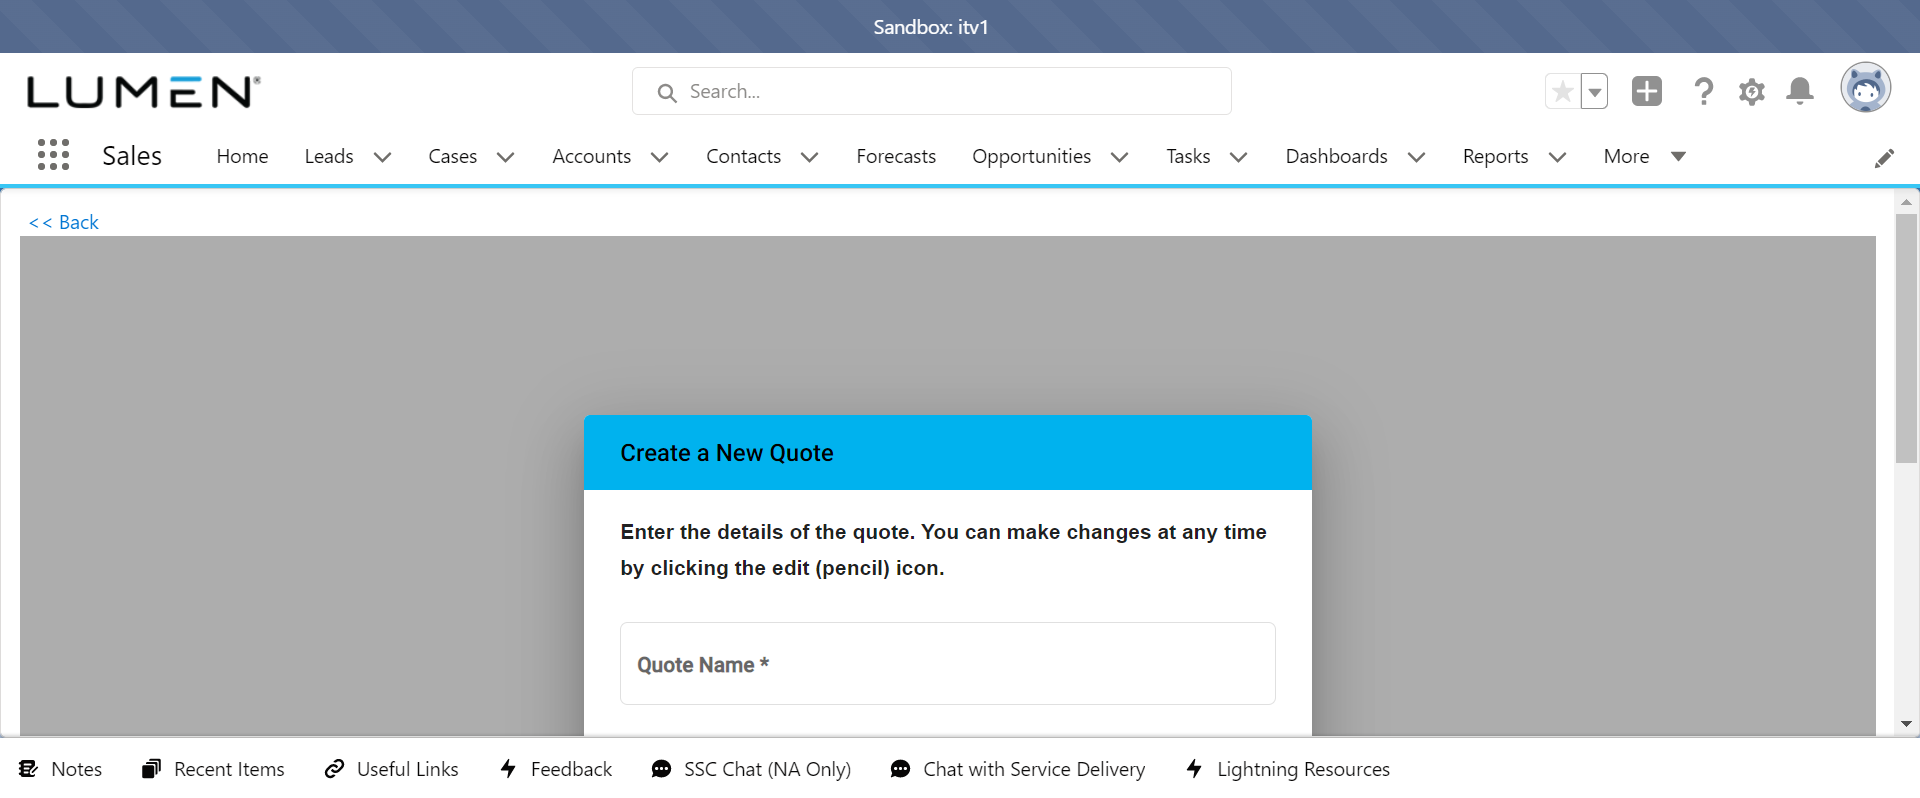 Sandbox: itv1
LUMEN®
Search...
Sales Home Leads Cases Accounts Contacts Forecasts Opportunities Tasks Dashboards Reports More
<< Back
Create a New Quote
Enter the details of the quote. You can make changes at any time
by clicking the edit (pencil) icon.
Quote Name *
Notes Recent Items Useful Links Feedback SSC Chat (NA Only) Chat with Service Delivery Lightning Resources